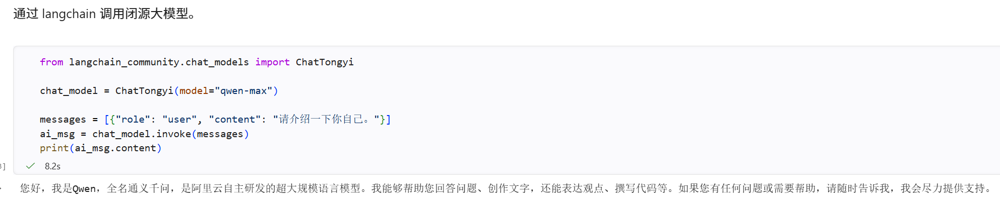 通过 langchain 调用闭源大模型。
from langchain_community.chat_models import ChatTongyi
chat_model = ChatTongyi(model="qwen-max")
messages = [{"role": "user", "content": "请介绍一下你自己。"}]
ai_msg = chat_model.invoke(messages)
print(ai_msg.content)
3] 8.2s
您好，我是Qwen，全名通义千问，是阿里云自主研发的超大规模语言模型。我能够帮助您回答问题、创作文字，还能表达观点、撰写代码等。如果您有任何问题或需要帮助，请随时告诉我，我会尽力提供支持。